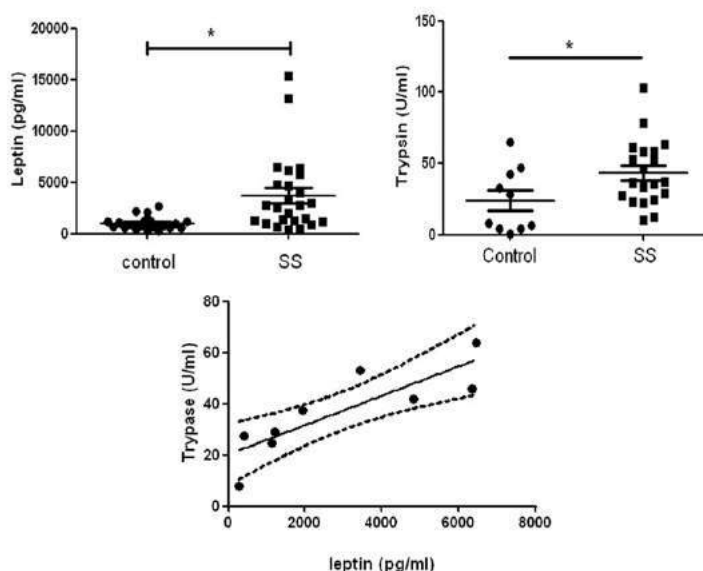 20000
15000
10000
5000
0
Leptin (pg/ml)
*
control
SS
150
100
50
0
Trypsin (U/ml)
*
Control
SS
80
60
40
20
0
Trypase (U/ml)
0
2000
4000
6000
8000
leptin (pg/ml)